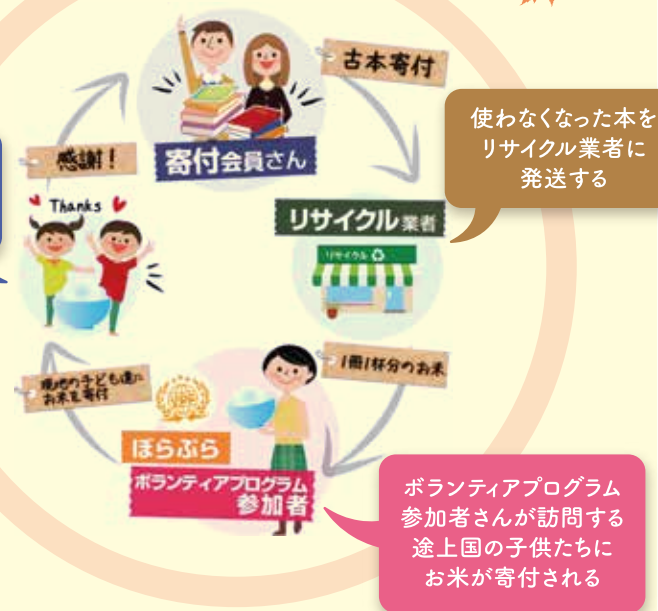 古本寄付
使わなくなった本を
リサイクル業者に
発送する
寄付会員さん
感謝!
Thanks
リサイクル業者
リサイクル
1冊1杯分のお米
現地の子ども達に
お米を寄付
ぼらぷら
ボランティアプログラム
参加者
ボランティアプログラム
参加者さんが訪問する
途上国の子供たちに
お米が寄付される